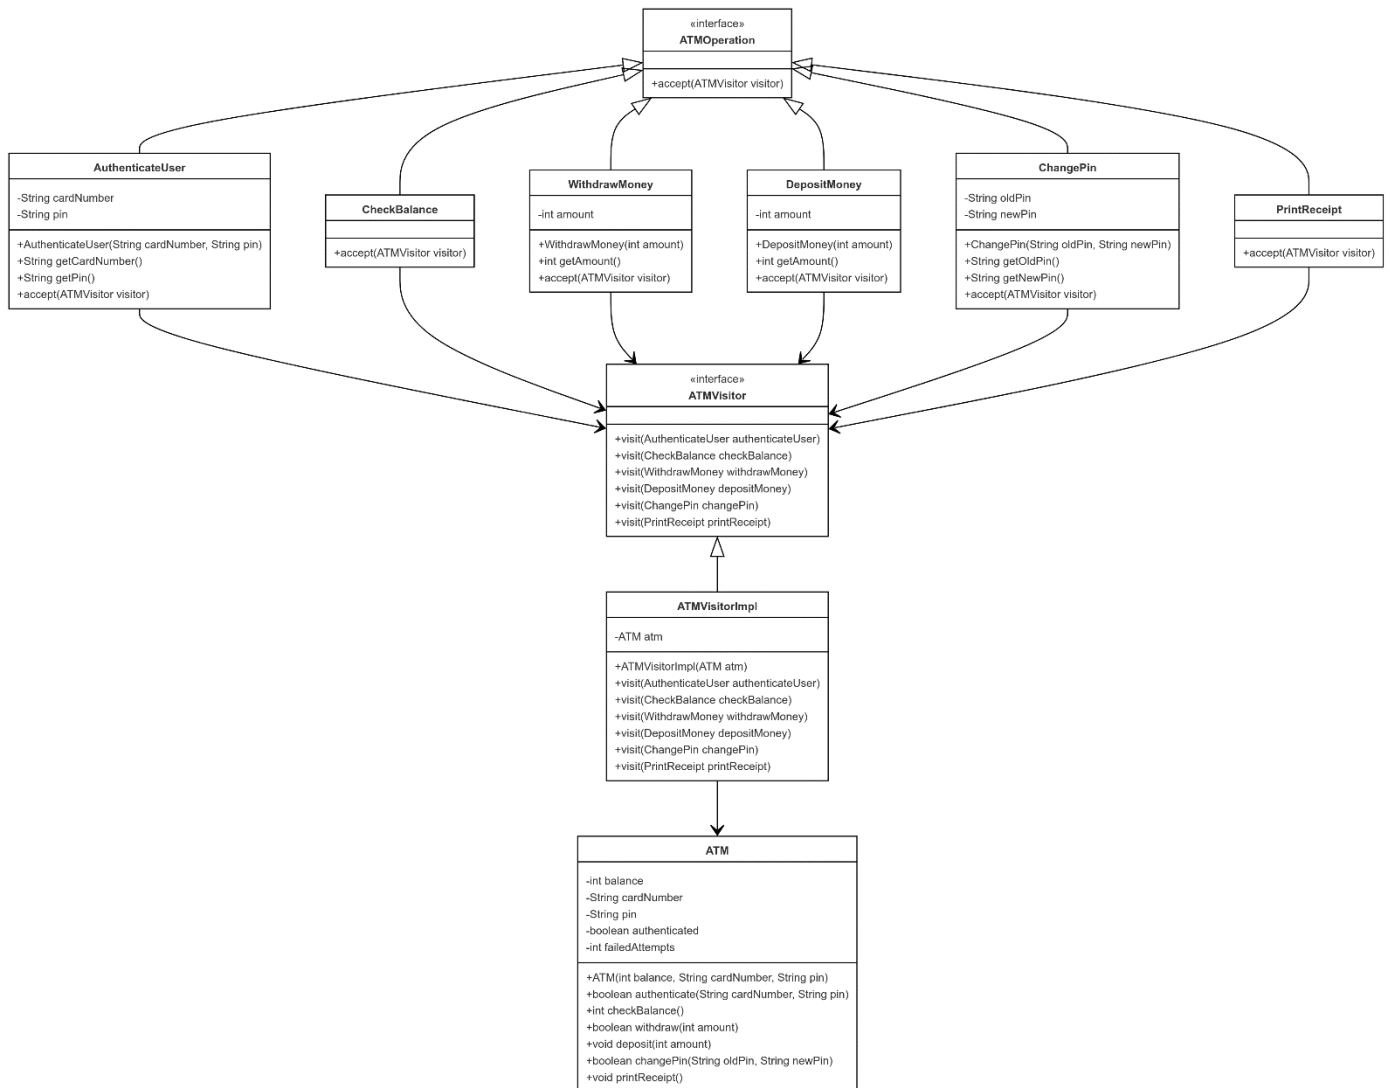 «interface»
ATMOperation
+accept(ATMVisitor visitor)
AuthenticateUser
-String cardNumber
-String pin
+AuthenticateUser(String cardNumber, String pin)
+String getCardNumber()
+String getPin()
+accept(ATMVisitor visitor)
CheckBalance
+accept(ATMVisitor visitor)
WithdrawMoney
-int amount
+WithdrawMoney(int amount)
+int getAmount()
+accept(ATMVisitor visitor)
DepositMoney
-int amount
+DepositMoney(int amount)
+int getAmount()
+accept(ATMVisitor visitor)
ChangePin
-String oldPin
-String newPin
+ChangePin(String oldPin, String newPin)
+String getOldPin()
+String getNewPin()
+accept(ATMVisitor visitor)
PrintReceipt
+accept(ATMVisitor visitor)
«interface»
ATMVisitor
+visit(AuthenticateUser authenticateUser)
+visit(CheckBalance checkBalance)
+visit(WithdrawMoney withdrawMoney)
+visit(DepositMoney depositMoney)
+visit(ChangePin changePin)
+visit(PrintReceipt printReceipt)
ATMVisitorImpl
-ATM atm
+ATMVisitorImpl(ATM atm)
+visit(AuthenticateUser authenticateUser)
+visit(CheckBalance checkBalance)
+visit(WithdrawMoney withdrawMoney)
+visit(DepositMoney depositMoney)
+visit(ChangePin changePin)
+visit(PrintReceipt printReceipt)
ATM
-int balance
-String cardNumber
-String pin
-boolean authenticated
-int failedAttempts
+ATM(int balance, String cardNumber, String pin)
+boolean authenticate(String cardNumber, String pin)
+int checkBalance()
+boolean withdraw(int amount)
+void deposit(int amount)
+boolean changePin(String oldPin, String newPin)
+void printReceipt()